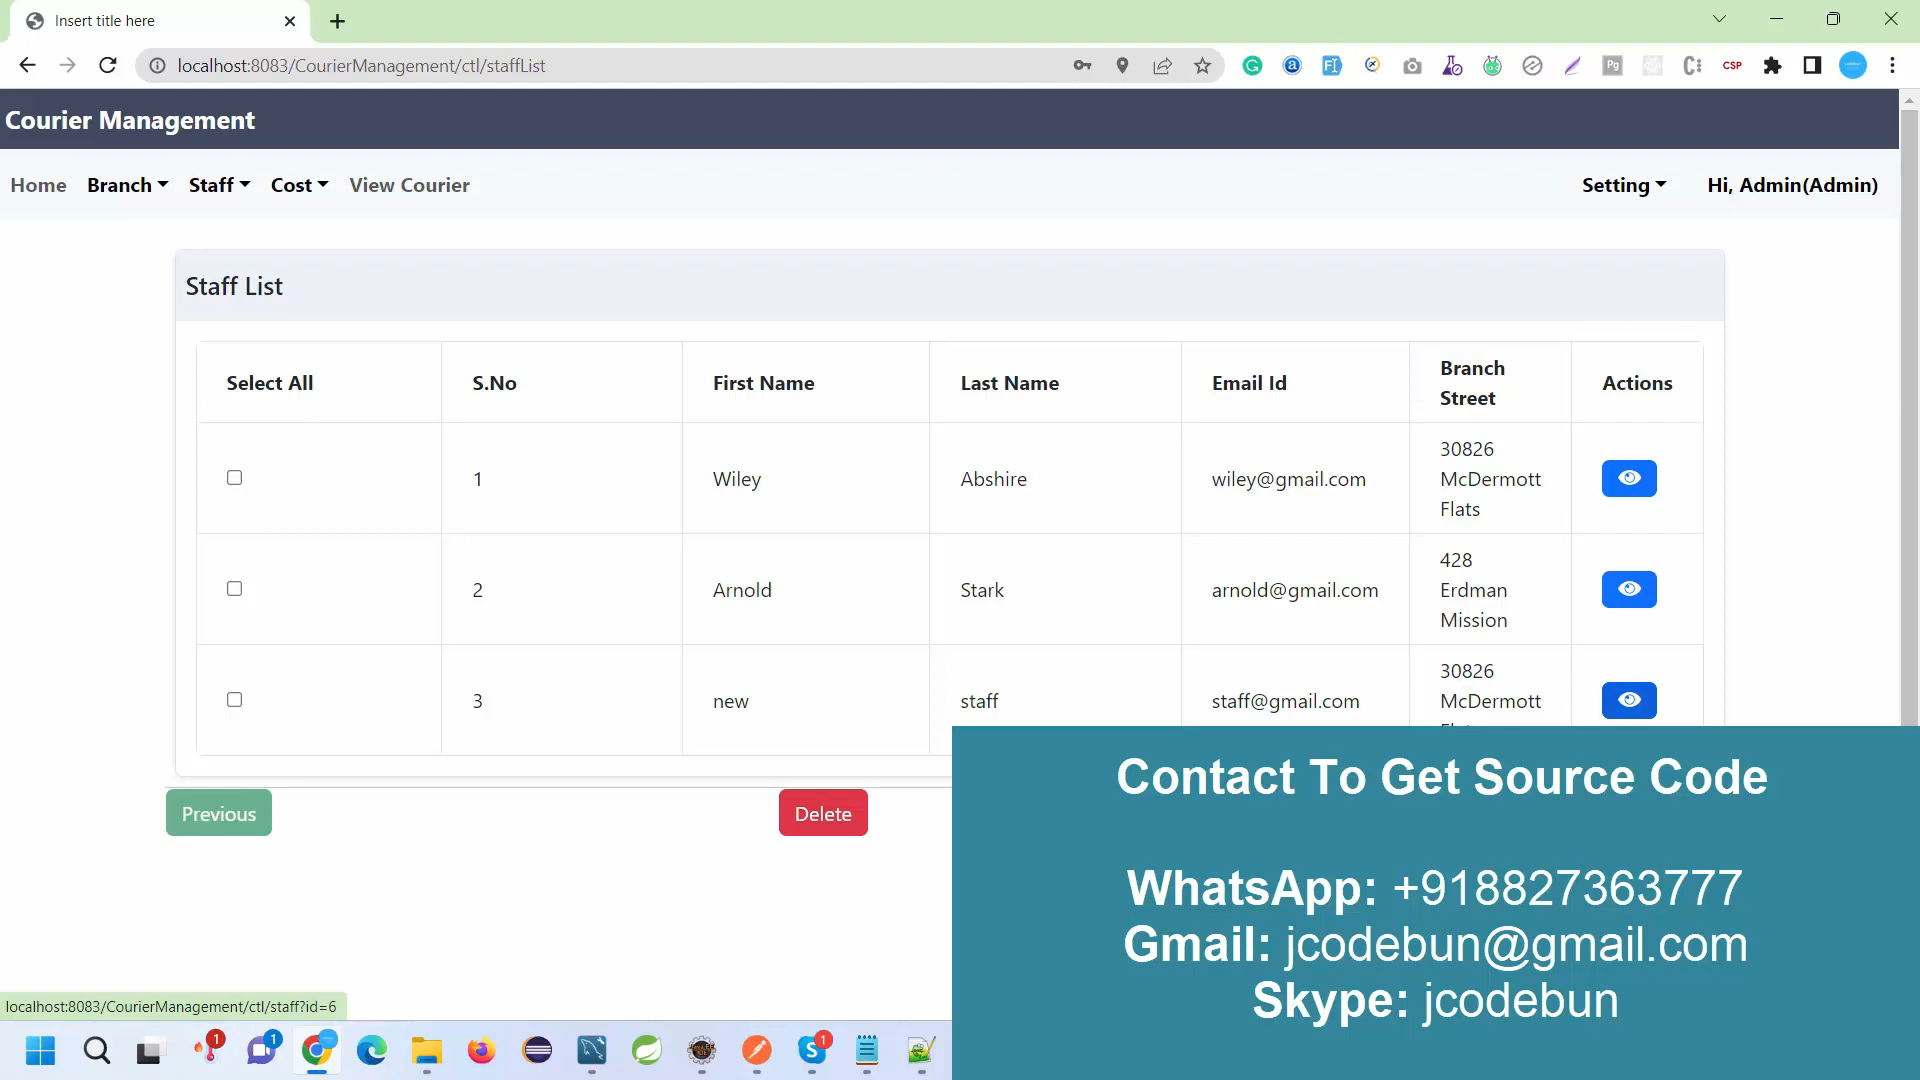 Insert title here
localhost:8083/CourierManagement/ctl/staffList
CSP
Courier Management
Home Branch Staff Cost View Courier Setting Hi, Admin(Admin)
Staff List
Select All S.No First Name Last Name Email Id Branch Street Actions
1 Wiley Abshire wiley@gmail.com 30826 McDermott Flats
2 Arnold Stark arnold@gmail.com 428 Erdman Mission
3 new staff staff@gmail.com 30826 McDermott
Previous Delete
Contact To Get Source Code
WhatsApp: +918827363777
Gmail: jcodebun@gmail.com
Skype: jcodebun
localhost:8083/CourierManagement/ctl/staff?id=6
1 1 1